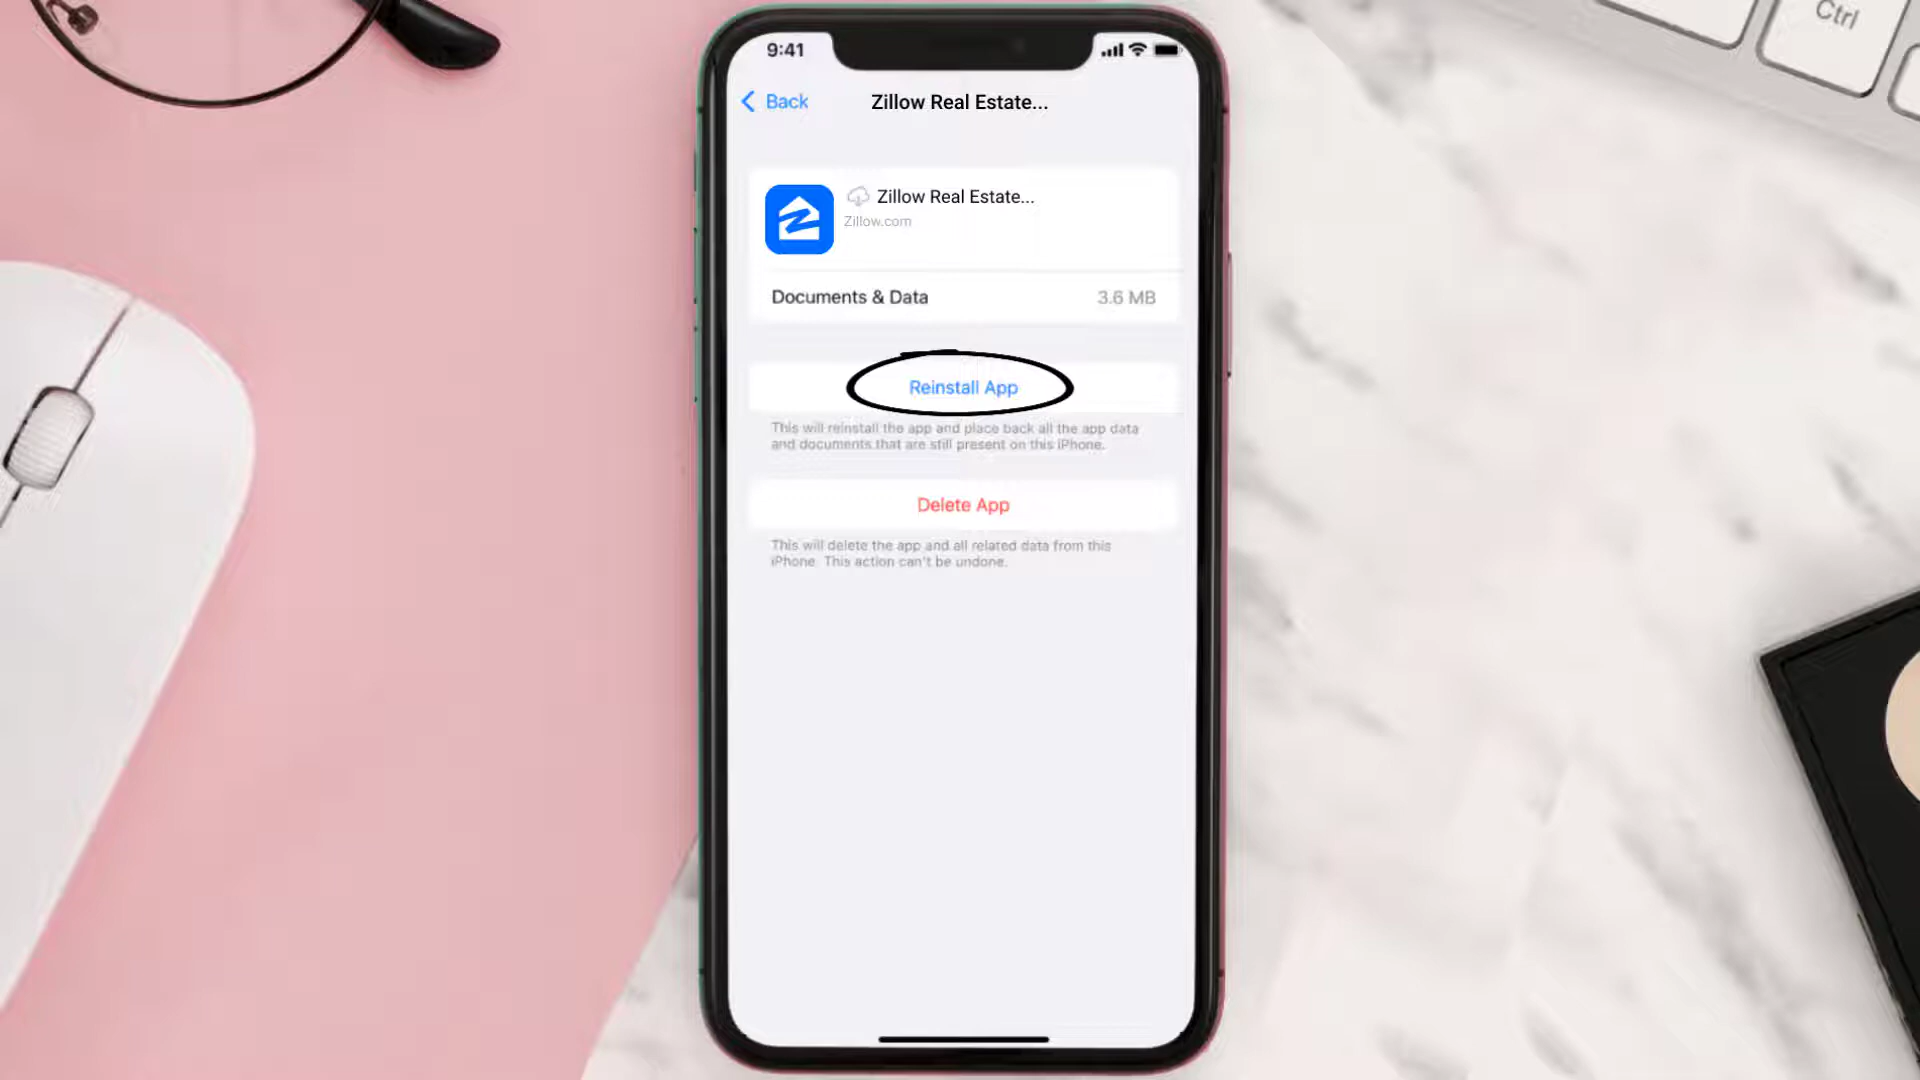 Ctrl
9:41
Back
Zillow Real Estate...
Zillow Real Estate...
Zillow.com
Documents & Data
3.6 MB
Reinstall App
This will reinstall the app and place back all the app data
and documents that are still present on this iPhone.
Delete App
This will delete the app and all related data from this
iPhone. This action can't be undone.